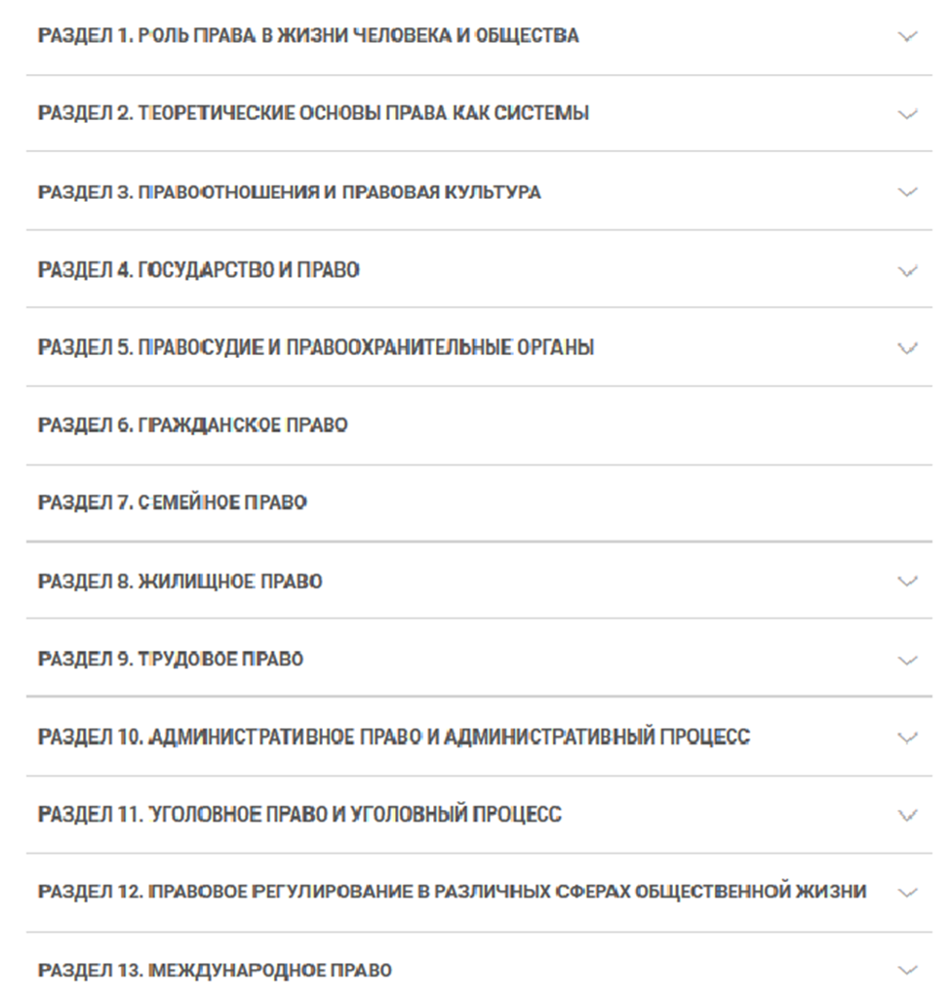 РАЗДЕЛ 1. РОЛЬ ПРАВА В ЖИЗНИ ЧЕЛОВЕКА И ОБЩЕСТВА
РАЗДЕЛ 2. ТЕОРЕТИЧЕСКИЕ ОСНОВЫ ПРАВА КАК СИСТЕМЫ
РАЗДЕЛ 3. ПРАВООТНОШЕНИЯ И ПРАВОВАЯ КУЛЬТУРА
РАЗДЕЛ 4. ГОСУДАРСТВО И ПРАВО
РАЗДЕЛ 5. ПРАВОСУДИЕ И ПРАВООХРАНИТЕЛЬНЫЕ ОРГАНЫ
РАЗДЕЛ 6. ГРАЖДАНСКОЕ ПРАВО
РАЗДЕЛ 7. СЕМЕЙНОЕ ПРАВО
РАЗДЕЛ 8. ЖИЛИЩНОЕ ПРАВО
РАЗДЕЛ 9. ТРУДОВОЕ ПРАВО
РАЗДЕЛ 10. АДМИНИСТРАТИВНОЕ ПРАВО И АДМИНИСТРАТИВНЫЙ ПРОЦЕСС
РАЗДЕЛ 11. УГОЛОВНОЕ ПРАВО И УГОЛОВНЫЙ ПРОЦЕСС
РАЗДЕЛ 12. ПРАВОВОЕ РЕГУЛИРОВАНИЕ В РАЗЛИЧНЫХ СФЕРАХ ОБЩЕСТВЕННОЙ ЖИЗНИ
РАЗДЕЛ 13. МЕЖДУНАРОДНОЕ ПРАВО